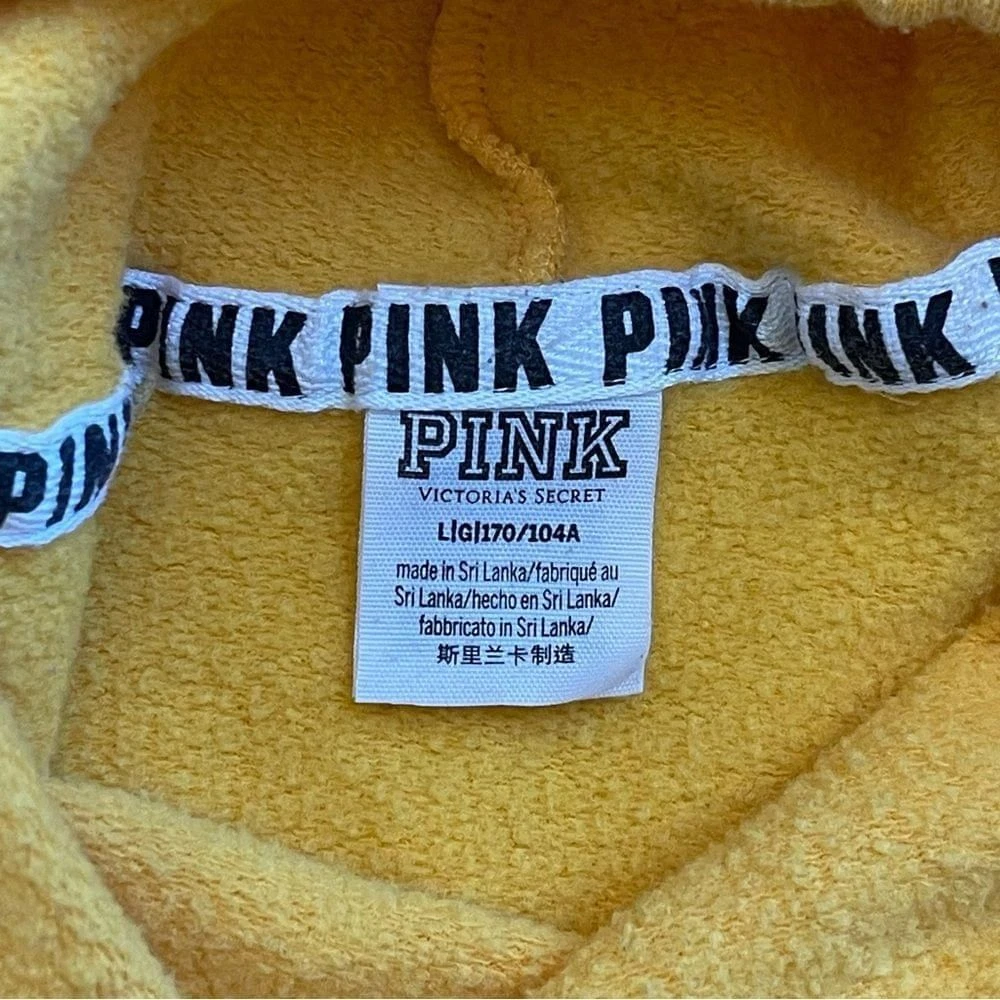 PINK PINK PINK PINK PINK
PINK
VICTORIA'S SECRET
L|G|170/104A
made in Sri Lanka/fabriqué au
Sri Lanka/hecho en Sri Lanka/
fabbricato in Sri Lanka/
斯里兰卡制造